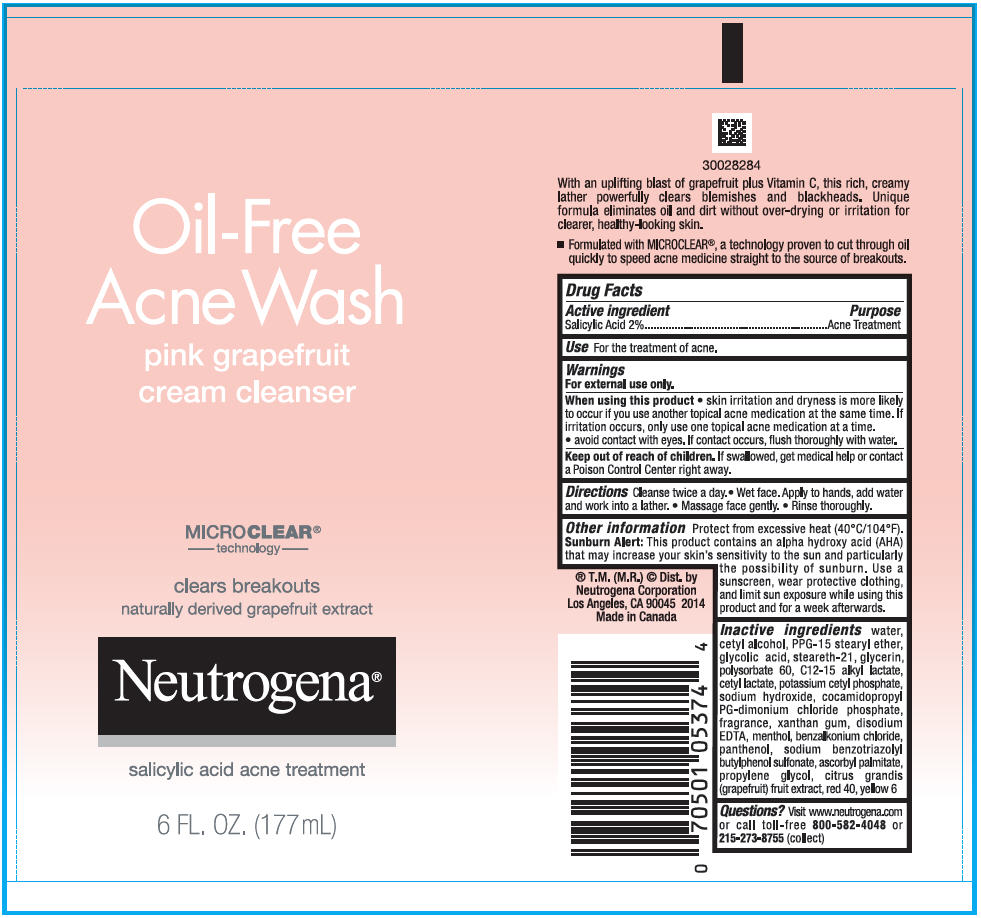 Oil-Free
Acne Wash
pink grapefruit
cream cleanser
MICROCLEAR®
technology
clears breakouts
naturally derived grapefruit extract
Neutrogena®
salicylic acid acne treatment
6 FL. OZ. (177mL)
30028284
With an uplifting blast of grapefruit plus Vitamin C, this rich, creamy
lather powerfully clears blemishes and blackheads. Unique
formula eliminates oil and dirt without over-drying or irritation for
clearer, healthy-looking skin.
■ Formulated with MICROCLEAR®, a technology proven to cut through oil
quickly to speed acne medicine straight to the source of breakouts.
Drug Facts
Active ingredient Purpose
Salicylic Acid 2%..........................................................Acne Treatment
Use For the treatment of acne.
Warnings
For external use only.
When using this product • skin irritation and dryness is more likely
to occur if you use another topical acne medication at the same time. If
irritation occurs, only use one topical acne medication at a time.
• avoid contact with eyes. If contact occurs, flush thoroughly with water.
Keep out of reach of children. If swallowed, get medical help or contact
a Poison Control Center right away.
Directions Cleanse twice a day.• Wet face. Apply to hands, add water
and work into a lather. • Massage face gently. • Rinse thoroughly.
Other information Protect from excessive heat (40°C/104°F).
Sunburn Alert: This product contains an alpha hydroxy acid (AHA)
that may increase your skin's sensitivity to the sun and particularly
the possibility of sunburn. Use a
sunscreen, wear protective clothing,
and limit sun exposure while using this
product and for a week afterwards.
® T.M. (M.R.) © Dist. by
Neutrogena Corporation
Los Angeles, CA 90045 2014
Made in Canada
Inactive ingredients water,
cetyl alcohol, PPG-15 stearyl ether,
glycolic acid, steareth-21, glycerin,
polysorbate 60, C12-15 alkyl lactate,
cetyl lactate, potassium cetyl phosphate,
sodium hydroxide, cocamidopropyl
PG-dimonium chloride phosphate,
fragrance, xanthan gum, disodium
EDTA, menthol, benzalkonium chloride,
panthenol, sodium benzotriazolyl
butylphenol sulfonate, ascorbyl palmitate,
propylene glycol, citrus grandis
(grapefruit) fruit extract, red 40, yellow 6
Questions? Visit www.neutrogena.com
or call toll-free 800-582-4048 or
215-273-8755 (collect)
0 70501 05374 4